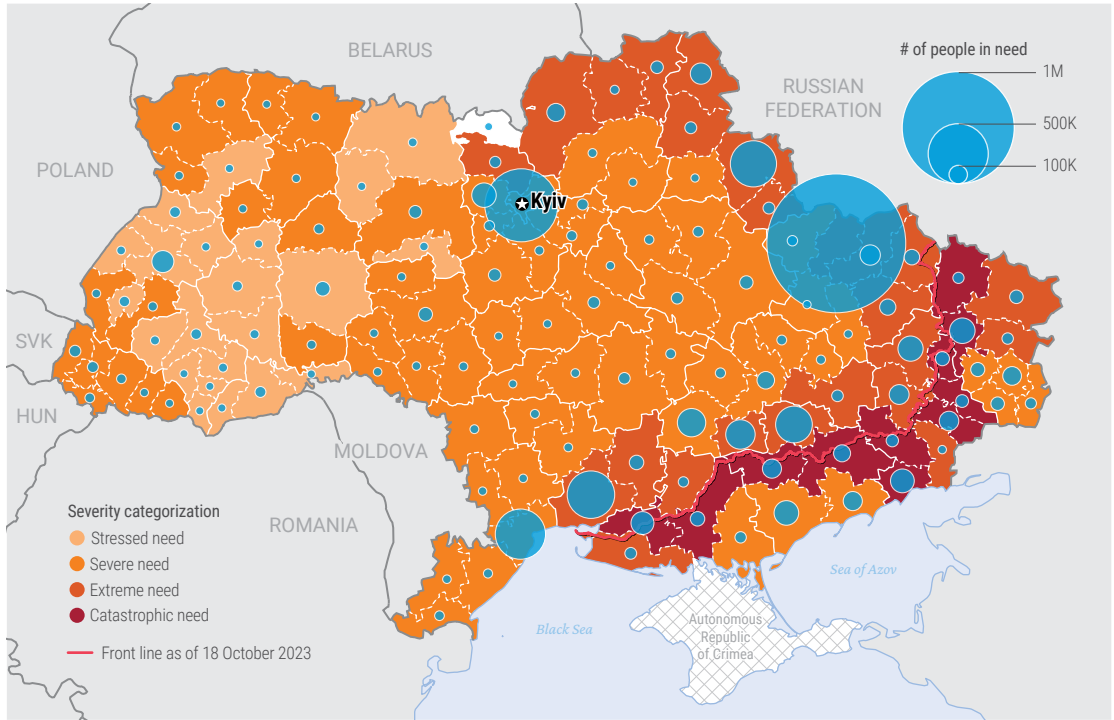 BELARUS
# of people in need
1M
500K
100K
RUSSIAN
FEDERATION
POLAND
Kyiv
SVK
HUN
MOLDOVA
ROMANIA
Severity categorization
Stressed need
Severe need
Extreme need
Catastrophic need
Front line as of 18 October 2023
Sea of Azov
Black Sea
Autonomous
Republic
of Crimea